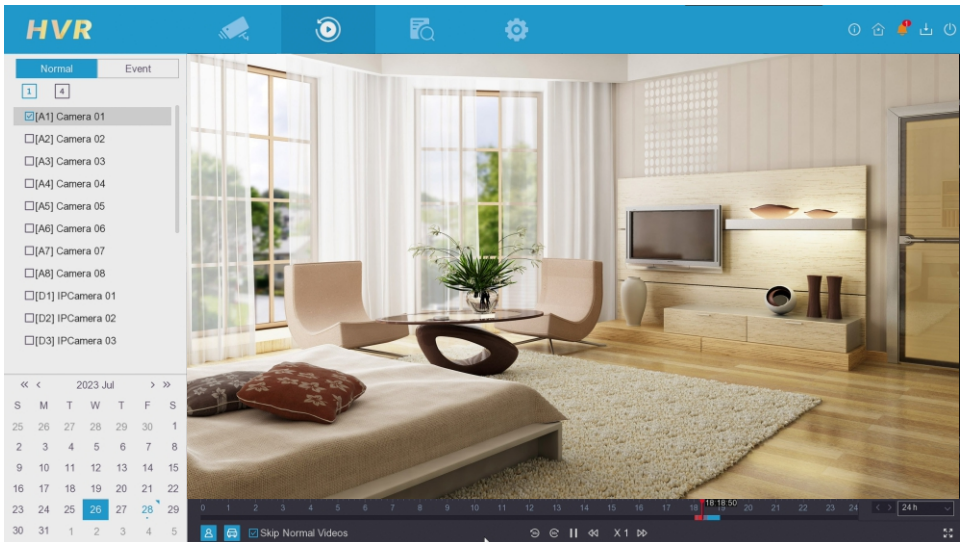 HVR
1
Normal Event
1 4
[A1] Camera 01
[A2] Camera 02
[A3] Camera 03
[A4] Camera 04
[A5] Camera 05
[A6] Camera 06
[A7] Camera 07
[A8] Camera 08
[D1] IPCamera 01
[D2] IPCamera 02
[D3] IPCamera 03
<< < 2023 Jul > >>
S M T W T F S
25 26 27 28 29 30 1
2 3 4 5 6 7 8
9 10 11 12 13 14 15
16 17 18 19 20 21 22
23 24 25 26 27 28 29
30 31 1 2 3 4 5
18 18 50
0 1 2 3 4 5 6 7 8 9 10 11 12 13 14 15 16 17 18 19 20 21 22 23 24 < > 24 h
Skip Normal Videos X 1